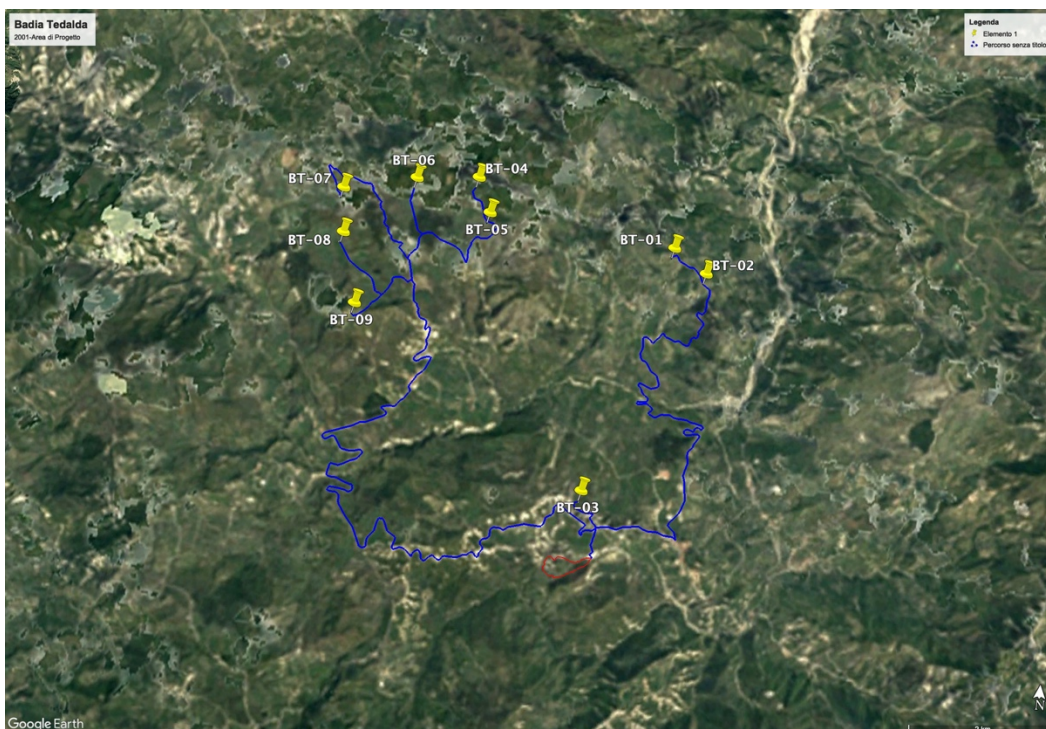 Badia Tedalda
2001-Area di Progetto
Legenda
Elemento 1
Percorso senza titolo
BT-06
BT-04
BT-07
BT-05
BT-08
BT-01
BT-02
BT-09
BT-03
N
Google Earth